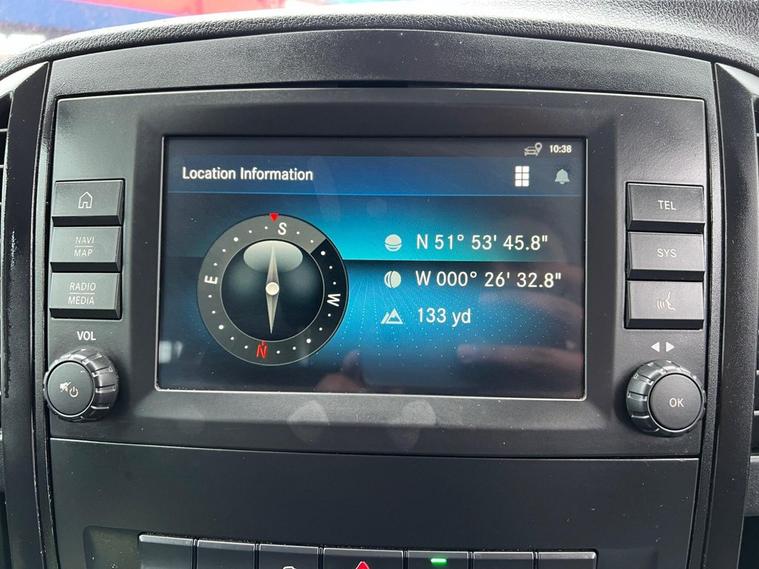 10:38
Location Information
S
E
W
N
N 51° 53' 45.8"
W 000° 26' 32.8"
133 yd
NAVI
MAP
RADIO
MEDIA
VOL
TEL
SYS
OK